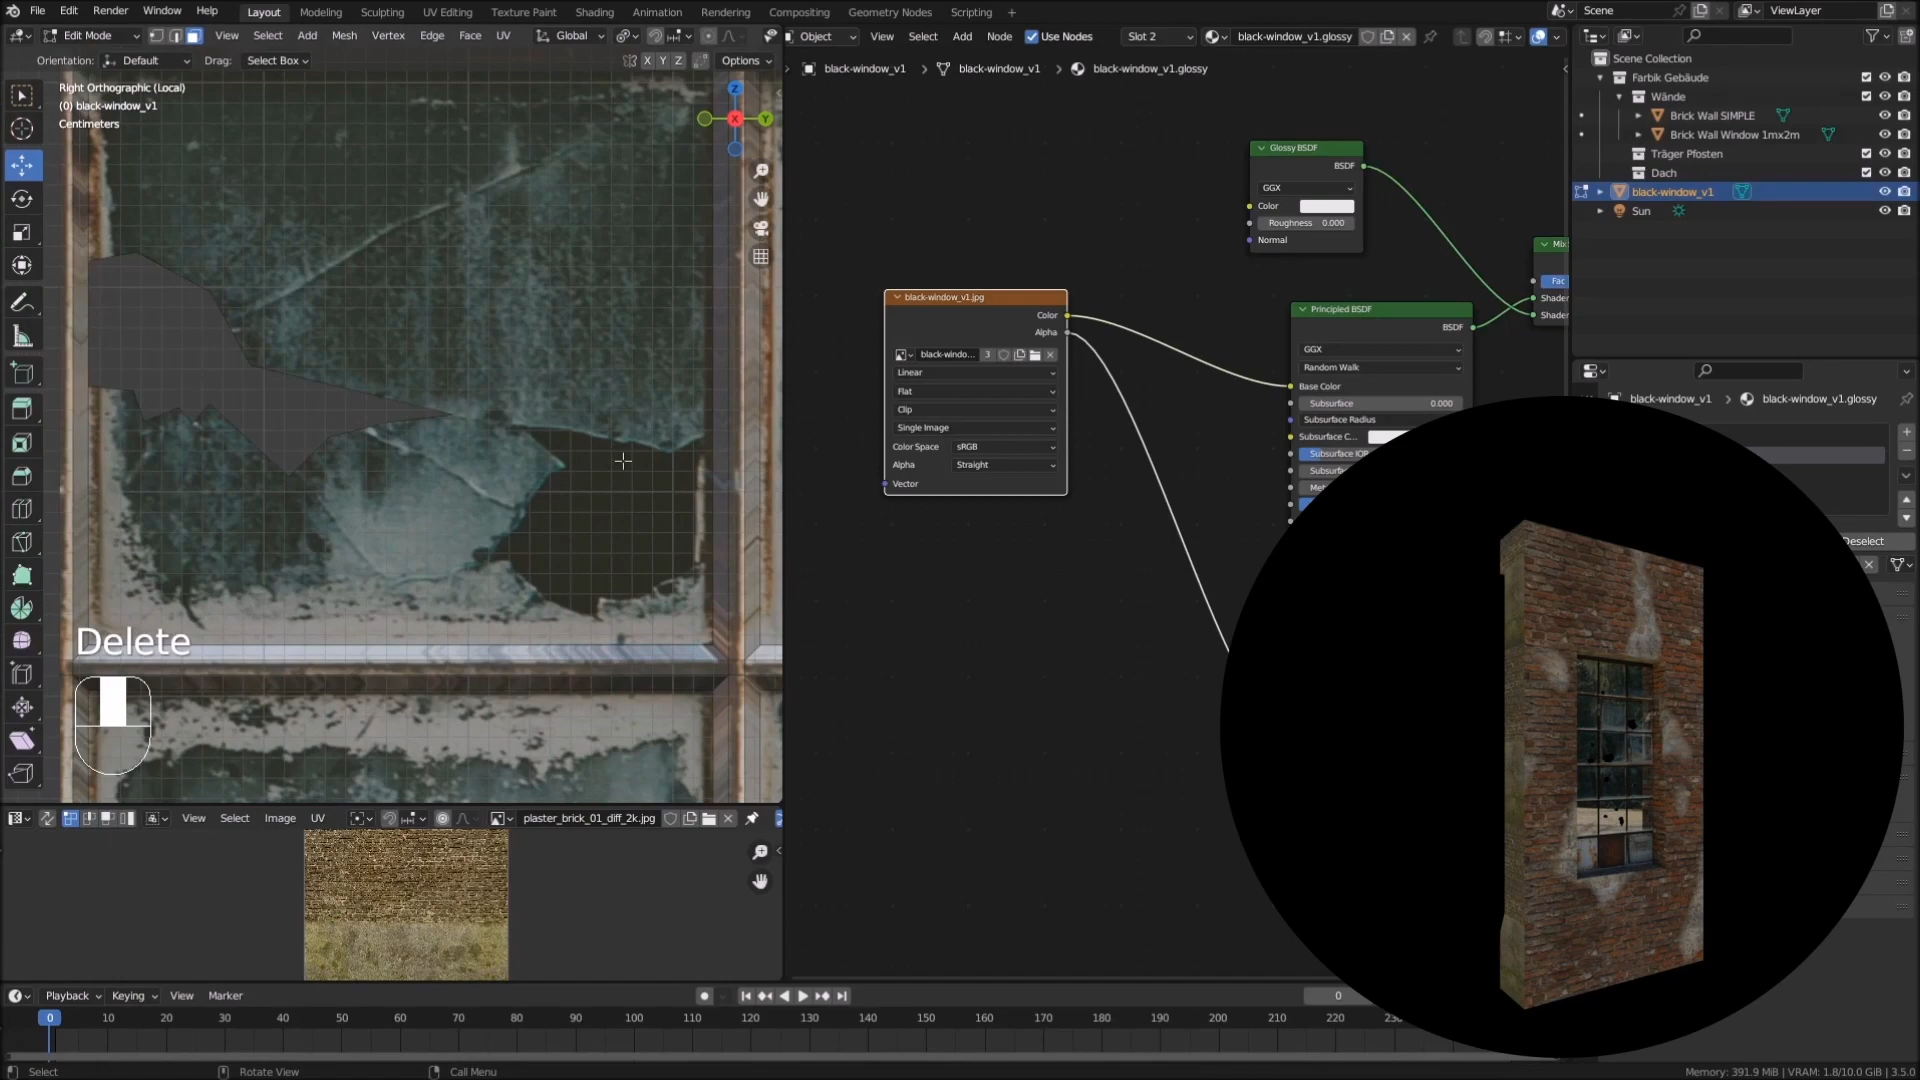 File Edit Render Window Help Layout Modeling Sculpting UV Editing Texture Paint Shading Animation Rendering Compositing Geometry Nodes Scripting + Scene ViewLayer
Edit Mode View Select Add Mesh Vertex Edge Face UV Global
Object View Select Add Node Use Nodes Slot 2 black-window_v1.glossy
Orientation: Default Drag: Select Box X Y Z Options
black-window_v1 > black-window_v1 > black-window_v1.glossy
Right Orthographic (Local)
(0) black-window_v1
Centimeters
Z
X
Y
Scene Collection
Farbik Gebäude
Wände
Brick Wall SIMPLE
Brick Wall Window 1mx2m
Träger Pfosten
Dach
black-window_v1
Sun
Glossy BSDF
BSDF
GGX
Color
Roughness 0.000
Normal
Mix
Fac
Shader
Shader
black-window_v1.jpg
Color
Alpha
black-windo... 3
Linear
Flat
Clip
Single Image
Color Space sRGB
Alpha Straight
Vector
Principled BSDF
BSDF
GGX
Random Walk
Base Color
Subsurface 0.000
Subsurface Radius
Subsurface C...
Subsurface IOR
black-window_v1 black-window_v1.glossy
Deselect
Delete
View Select Image UV plaster_brick_01_diff_2k.jpg
Playback Keying View Marker 0
0 10 20 30 40 50 60 70 80 90 100 110 120 130 140 150 160 170 180 190 200 210 220
Select Rotate View Call Menu Memory: 391.9 MiB | VRAM: 1.8/10.0 GiB | 3.5.0